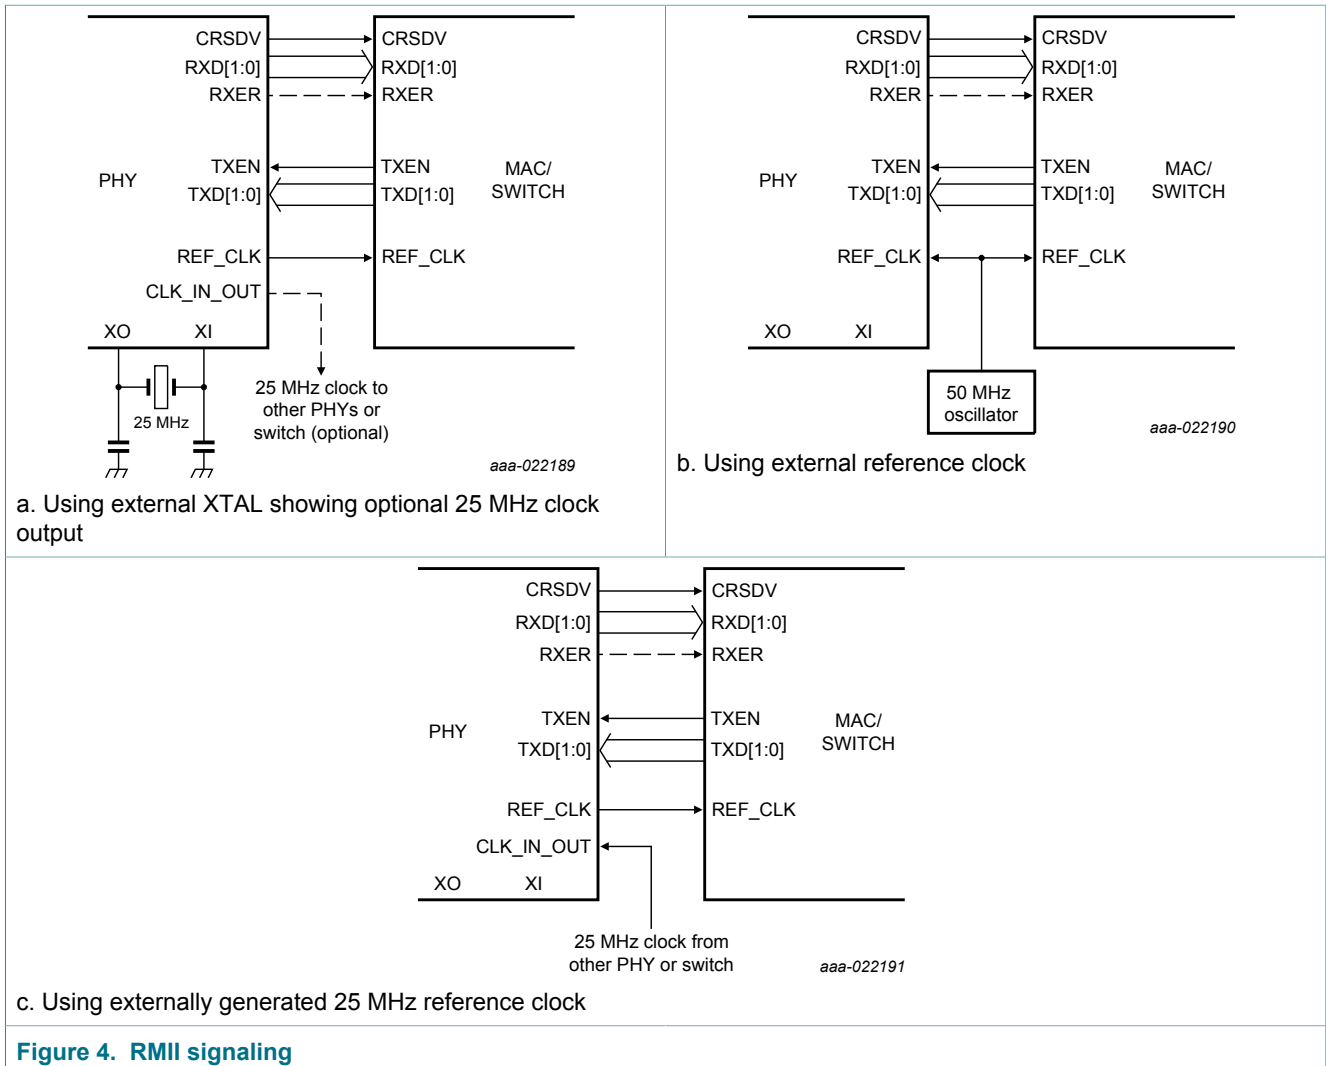 CRSDV CRSDV
RXD[1:0] RXD[1:0]
RXER RXER
TXEN TXEN
PHY MAC/
SWITCH
TXD[1:0] TXD[1:0]
REF_CLK REF_CLK
CLK_IN_OUT
XO XI
25 MHz
25 MHz clock to
other PHYs or
switch (optional)
aaa-022189
a. Using external XTAL showing optional 25 MHz clock
output
CRSDV CRSDV
RXD[1:0] RXD[1:0]
RXER RXER
TXEN TXEN
PHY MAC/
SWITCH
TXD[1:0] TXD[1:0]
REF_CLK REF_CLK
XO XI
50 MHz
oscillator
aaa-022190
b. Using external reference clock
CRSDV CRSDV
RXD[1:0] RXD[1:0]
RXER RXER
TXEN TXEN
PHY MAC/
SWITCH
TXD[1:0] TXD[1:0]
REF_CLK REF_CLK
CLK_IN_OUT
XO XI
25 MHz clock from
other PHY or switch
aaa-022191
c. Using externally generated 25 MHz reference clock
Figure 4. RMII signaling